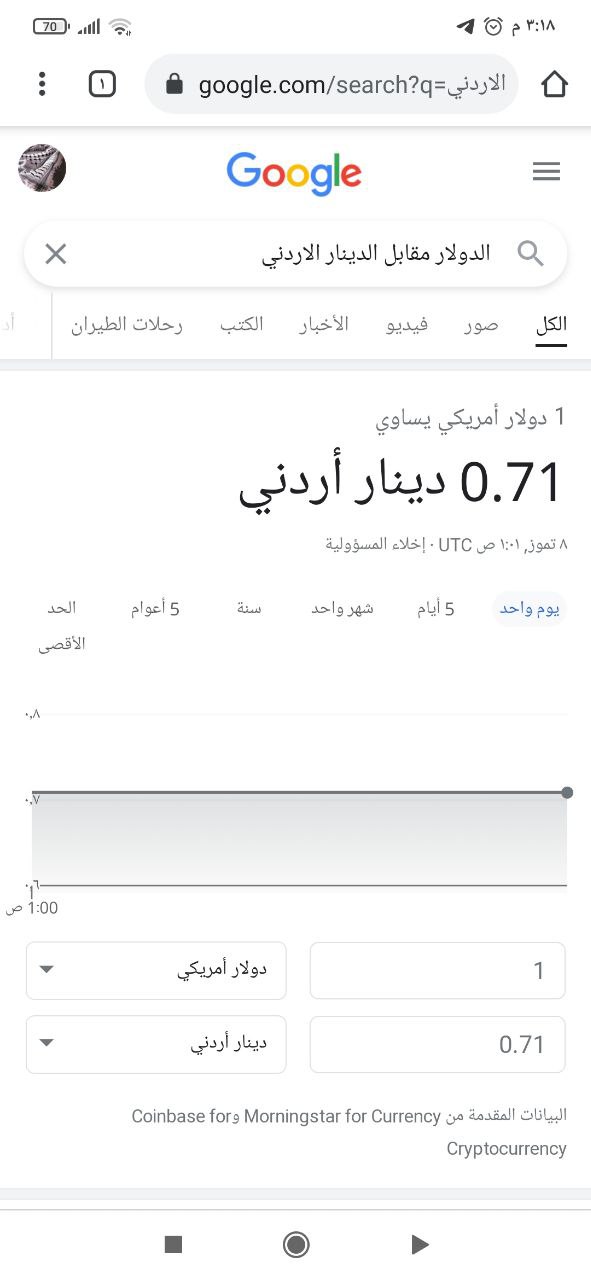 70 ٣:١٨ م
١ google.com/search?q=الاردني
Google
الدولار مقابل الدينار الاردني
الكل صور فيديو الأخبار الكتب رحلات الطيران أد
1 دولار أمريكي يساوي
0.71 دينار أردني
٨ تموز, ١:٠١ ص UTC · إخلاء المسؤولية
يوم واحد 5 أيام شهر واحد سنة 5 أعوام الحد
الأقصى
٠,٨
٠,٧
٠,٦
1:00 ص
1 دولار أمريكي
0.71 دينار أردني
البيانات المقدمة من Morningstar for Currency وCoinbase for
Cryptocurrency